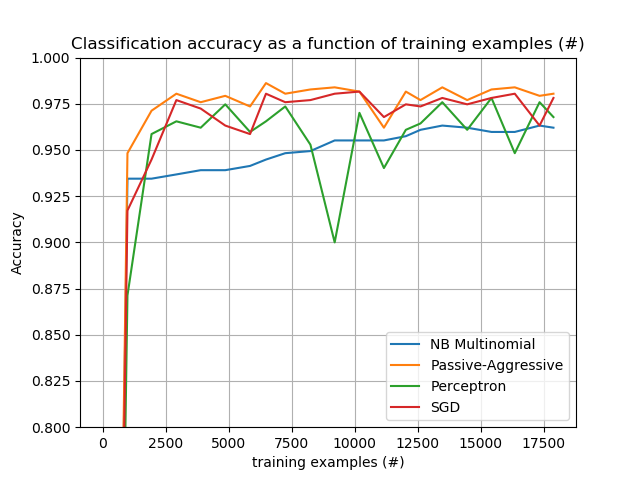 Classification accuracy as a function of training examples (#)
1.000
0.975
0.950
0.925
0.900
0.875
0.850
0.825
0.800
Accuracy
NB Multinomial
Passive-Aggressive
Perceptron
SGD
0 2500 5000 7500 10000 12500 15000 17500
training examples (#)